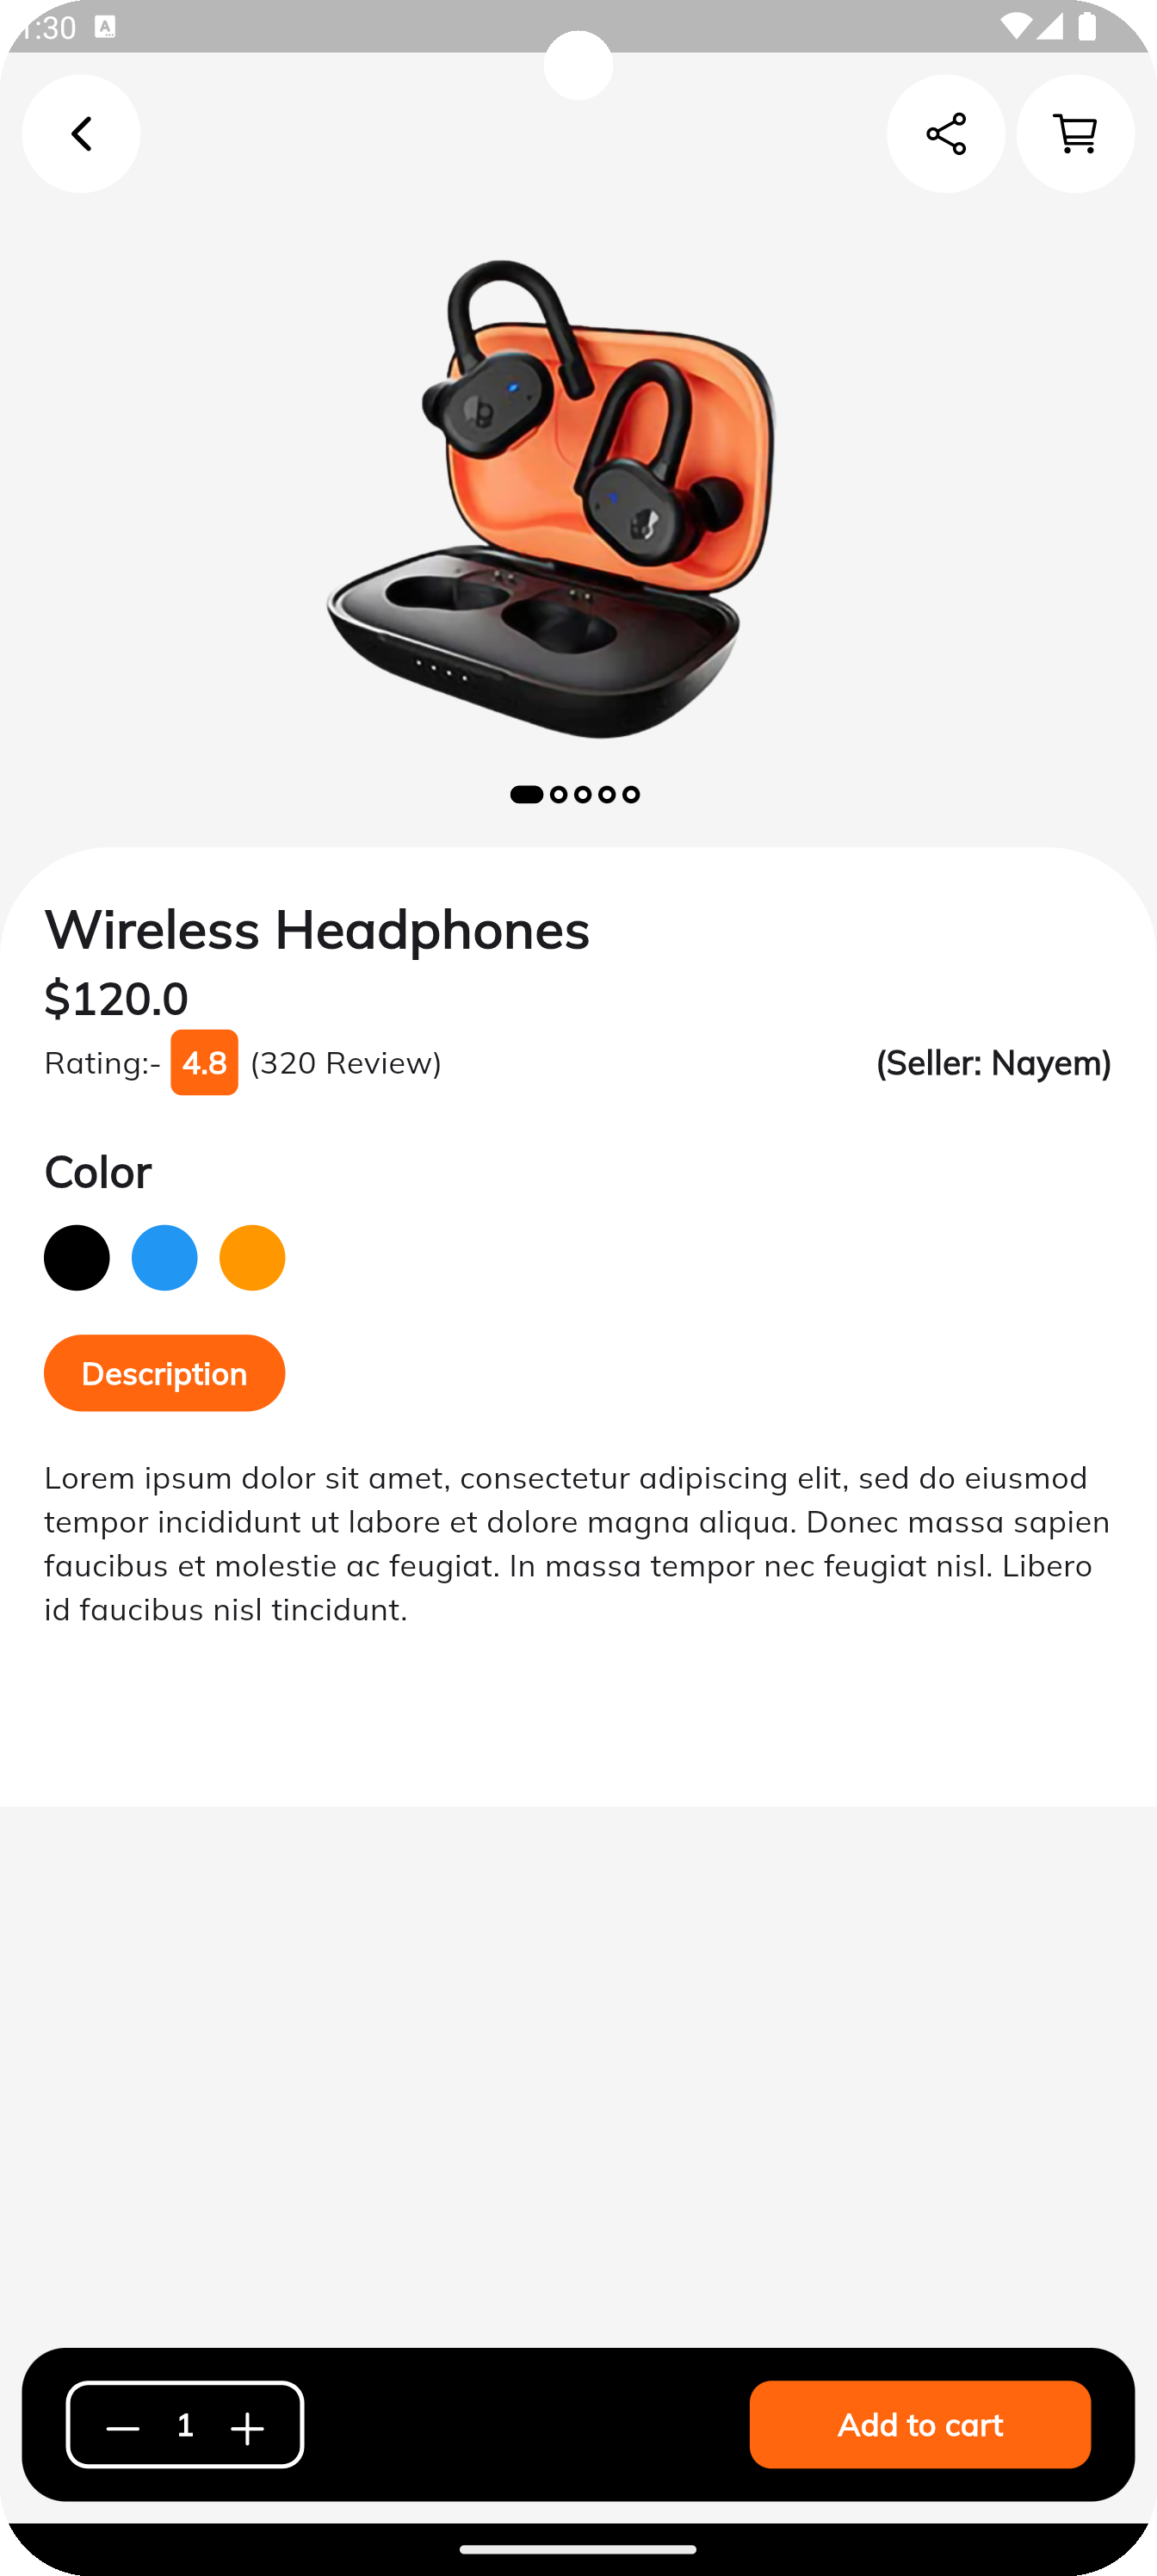 :30
Wireless Headphones
$120.0
Rating:- 4.8 (320 Review)
(Seller: Nayem)
Color
Description
Lorem ipsum dolor sit amet, consectetur adipiscing elit, sed do eiusmod
tempor incididunt ut labore et dolore magna aliqua. Donec massa sapien
faucibus et molestie ac feugiat. In massa tempor nec feugiat nisl. Libero
id faucibus nisl tincidunt.
1
Add to cart